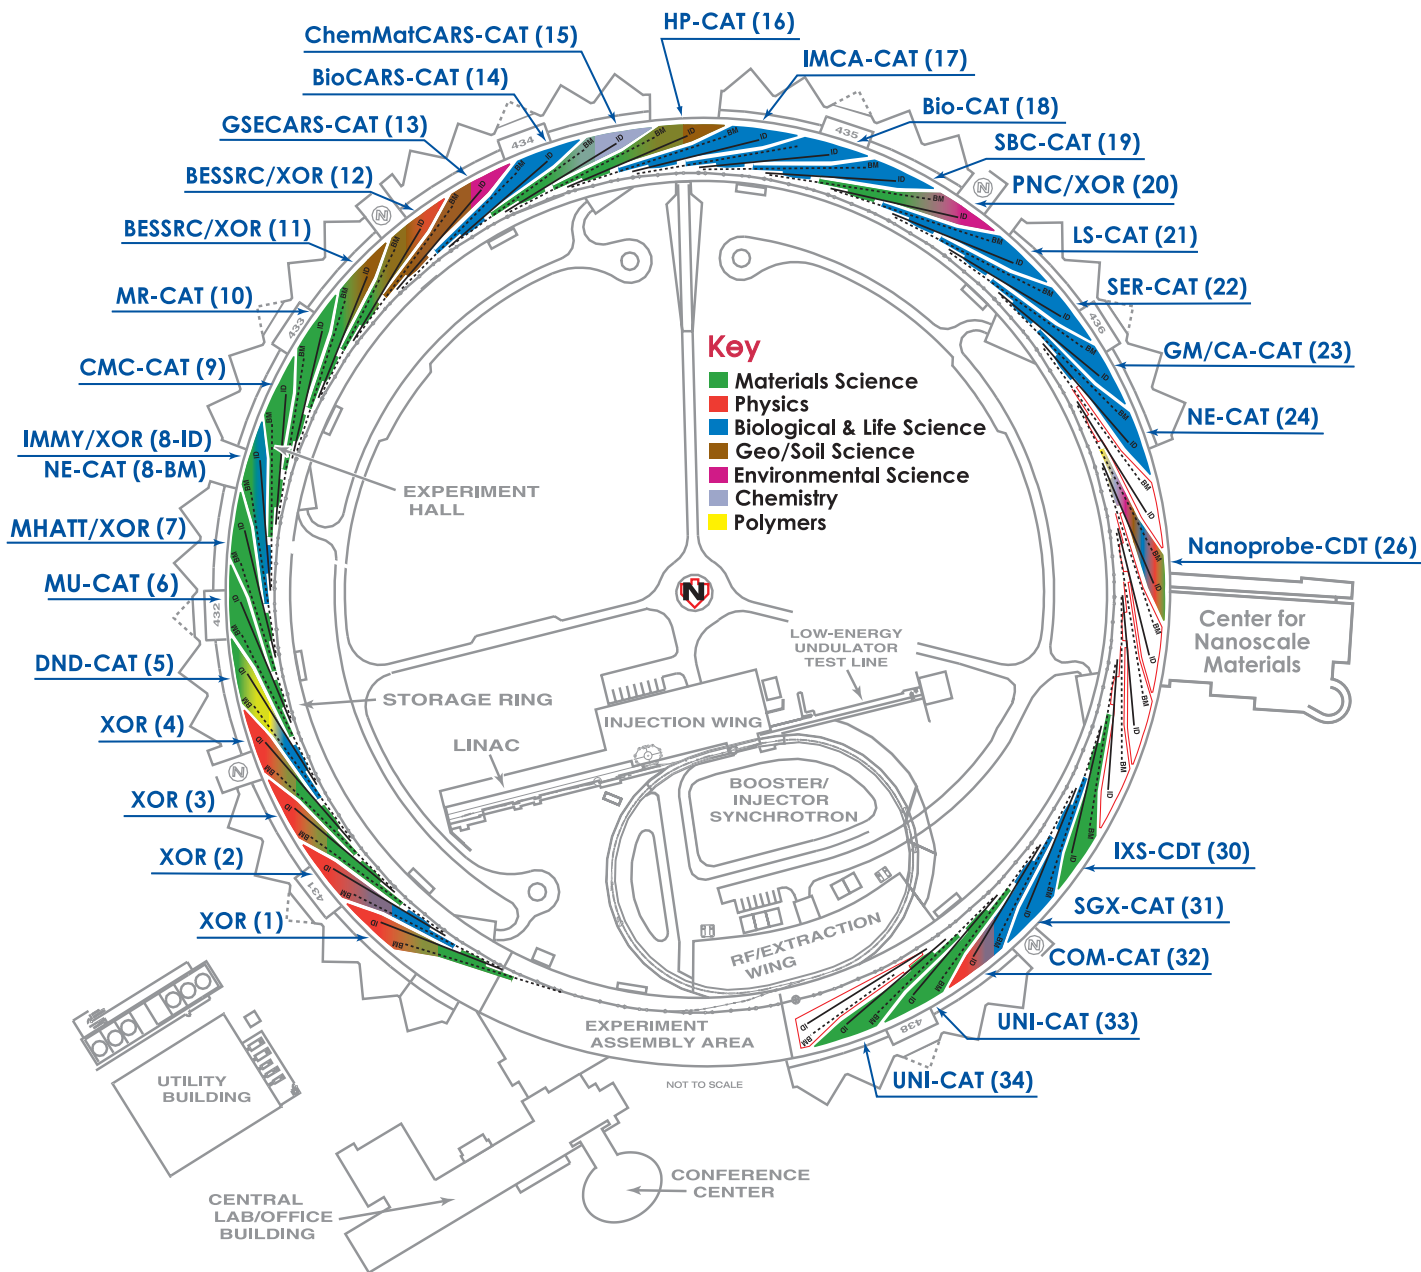 HP-CAT (16)
ChemMatCARS-CAT (15)
IMCA-CAT (17)
BioCARS-CAT (14)
Bio-CAT (18)
GSECARS-CAT (13)
SBC-CAT (19)
BESSRC/XOR (12)
PNC/XOR (20)
BESSRC/XOR (11)
LS-CAT (21)
MR-CAT (10)
SER-CAT (22)
CMC-CAT (9)
GM/CA-CAT (23)
IMMY/XOR (8-ID)
NE-CAT (8-BM)
NE-CAT (24)
MHATT/XOR (7)
Nanoprobe-CDT (26)
MU-CAT (6)
DND-CAT (5)
XOR (4)
XOR (3)
XOR (2)
XOR (1)
IXS-CDT (30)
SGX-CAT (31)
COM-CAT (32)
UNI-CAT (33)
UNI-CAT (34)
434
435
433
436
432
431
438
Key
Materials Science
Physics
Biological & Life Science
Geo/Soil Science
Environmental Science
Chemistry
Polymers
EXPERIMENT
HALL
N
Center for
Nanoscale
Materials
LOW-ENERGY
UNDULATOR
TEST LINE
STORAGE RING
INJECTION WING
LINAC
BOOSTER/
INJECTOR
SYNCHROTRON
RF/EXTRACTION
WING
EXPERIMENT
ASSEMBLY AREA
NOT TO SCALE
UTILITY
BUILDING
CONFERENCE
CENTER
CENTRAL
LAB/OFFICE
BUILDING